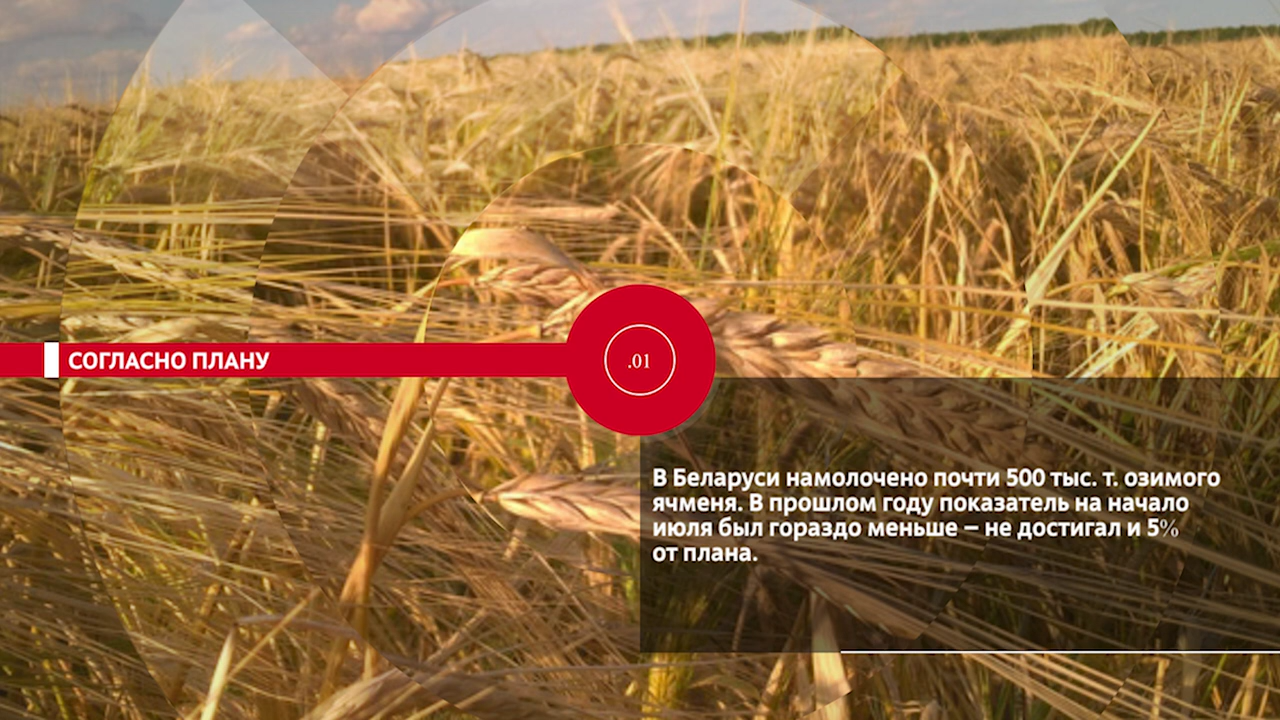 СОГЛАСНО ПЛАНУ
.01
В Беларуси намолочено почти 500 тыс. т. озимого
ячменя. В прошлом году показатель на начало
июля был гораздо меньше – не достигал и 5%
от плана.